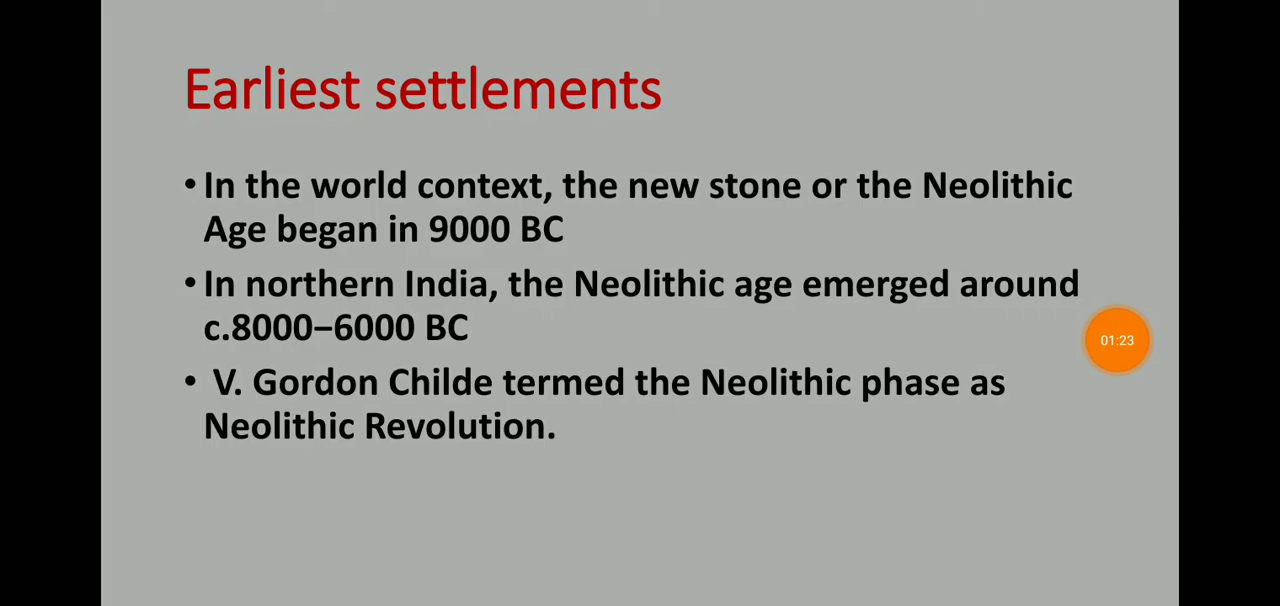 Earliest settlements
• In the world context, the new stone or the Neolithic
Age began in 9000 BC
• In northern India, the Neolithic age emerged around
c.8000–6000 BC
01:23
• V. Gordon Childe termed the Neolithic phase as
Neolithic Revolution.